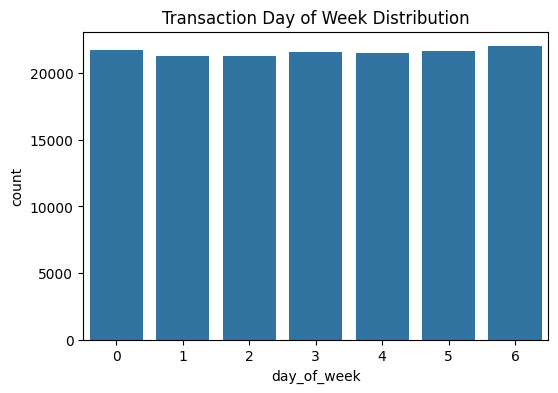 Transaction Day of Week Distribution
count
20000
15000
10000
5000
0
0 1 2 3 4 5 6
day_of_week